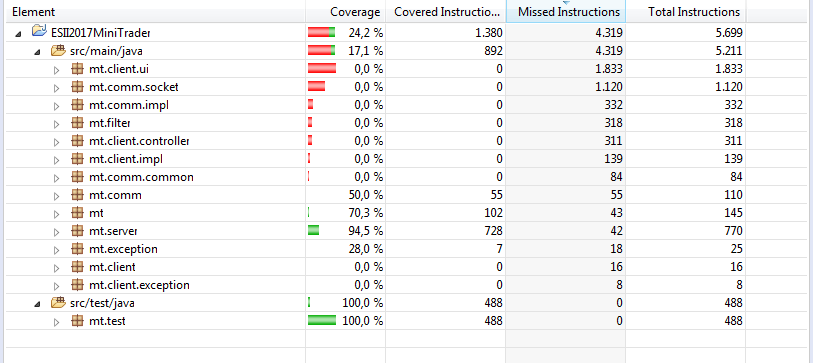 Element Coverage Covered Instructio... Missed Instructions Total Instructions
ESII2017MiniTrader 24,2 % 1.380 4.319 5.699
src/main/java 17,1 % 892 4.319 5.211
mt.client.ui 0,0 % 0 1.833 1.833
mt.comm.socket 0,0 % 0 1.120 1.120
mt.comm.impl 0,0 % 0 332 332
mt.filter 0,0 % 0 318 318
mt.client.controller 0,0 % 0 311 311
mt.client.impl 0,0 % 0 139 139
mt.comm.common 0,0 % 0 84 84
mt.comm 50,0 % 55 55 110
mt 70,3 % 102 43 145
mt.server 94,5 % 728 42 770
mt.exception 28,0 % 7 18 25
mt.client 0,0 % 0 16 16
mt.client.exception 0,0 % 0 8 8
src/test/java 100,0 % 488 0 488
mt.test 100,0 % 488 0 488